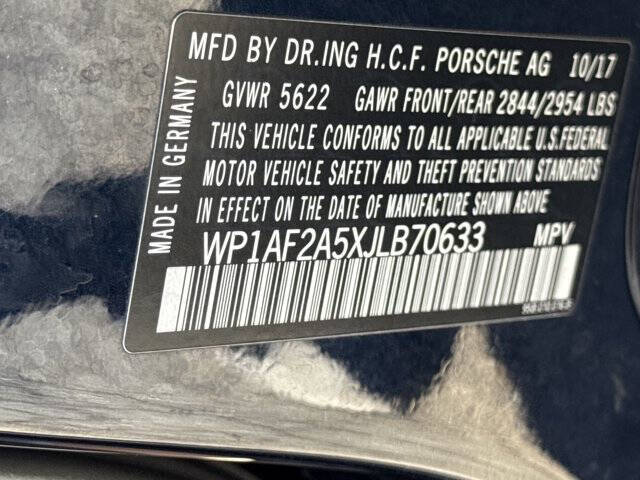 MFD BY DR.ING H.C.F. PORSCHE AG 10/17
GVWR 5622 GAWR FRONT/REAR 2844/2954 LBS
THIS VEHICLE CONFORMS TO ALL APPLICABLE U.S.FEDERAL
MOTOR VEHICLE SAFETY AND THEFT PREVENTION STANDARDS
IN EFFECT ON THE DATE OF MANUFACTURE SHOWN ABOVE.
WP1AF2A5XJLB70633 MPV
MADE IN GERMANY